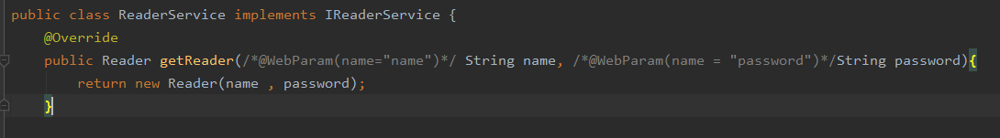 public class ReaderService implements IReaderService {
    @Override
    public Reader getReader(/*@WebParam(name="name")*/ String name, /*@WebParam(name = "password")*/String password){
        return new Reader(name , password);
    }